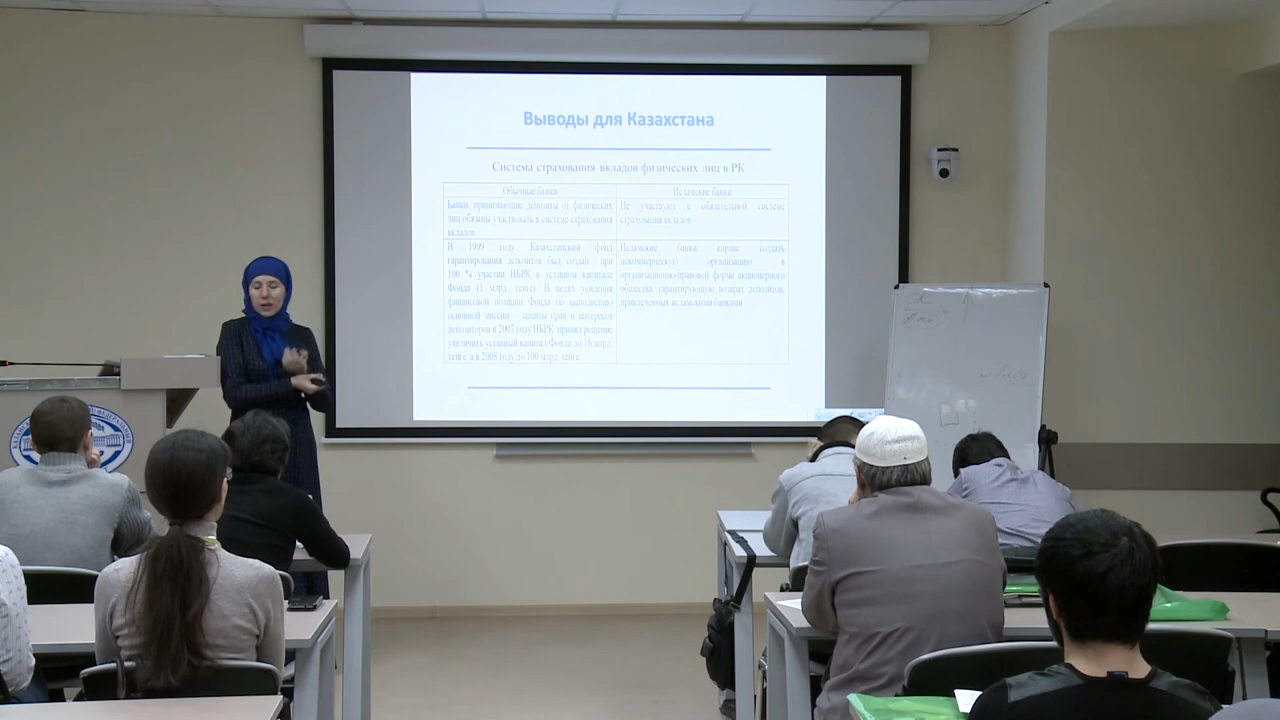 Выводы для Казахстана
Система страхования вкладов физических лиц в РК
Обычные банки
Исламские банки
Банки, принимающие депозиты от физических
лиц обязаны участвовать в системе страхования
вкладов
Не участвуют в обязательной системе
страхования вкладов
В 1999 году Казахстанский фонд
гарантирования депозитов был создан при
100 % участии НБРК в уставном капитале
Фонда (1 млрд. тенге). В целях усиления
финансовой позиции Фонда по выполнению
основной миссии – защиты прав и интересов
депозиторов в 2007 году НБРК принял решение
увеличить уставный капитал Фонда до 16 млрд.
тенге, а в 2008 году до 100 млрд. тенге
Исламские банки вправе создать
некоммерческую организацию в
организационно-правовой форме акционерного
общества, гарантирующую возврат депозитов,
привлеченных исламскими банками